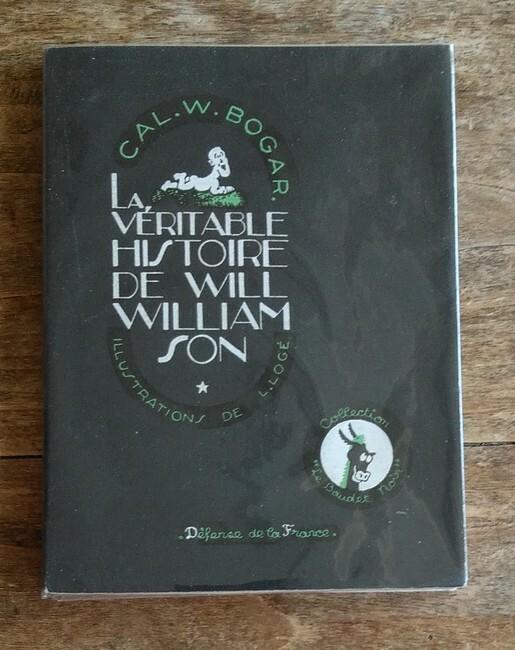 CAL. W. BOGAR.
LA
VÉRITABLE
HISTOIRE
DE WILL
WILLIAM
SON
ILLUSTRATIONS DE L. LOGÉ
Collection
"Le Baudet Noir"
.Défense de la France.